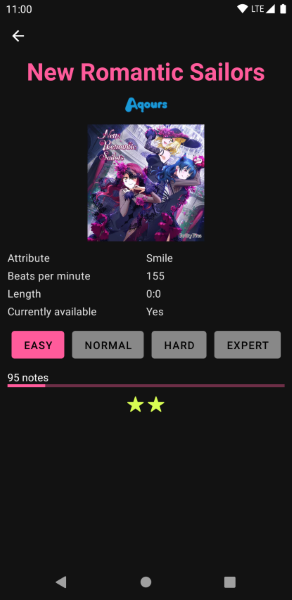 11:00
LTE
New Romantic Sailors
Aqours
New
Romantic
Sailors
Guilty Kiss
Attribute Smile
Beats per minute 155
Length 0:0
Currently available Yes
EASY NORMAL HARD EXPERT
95 notes